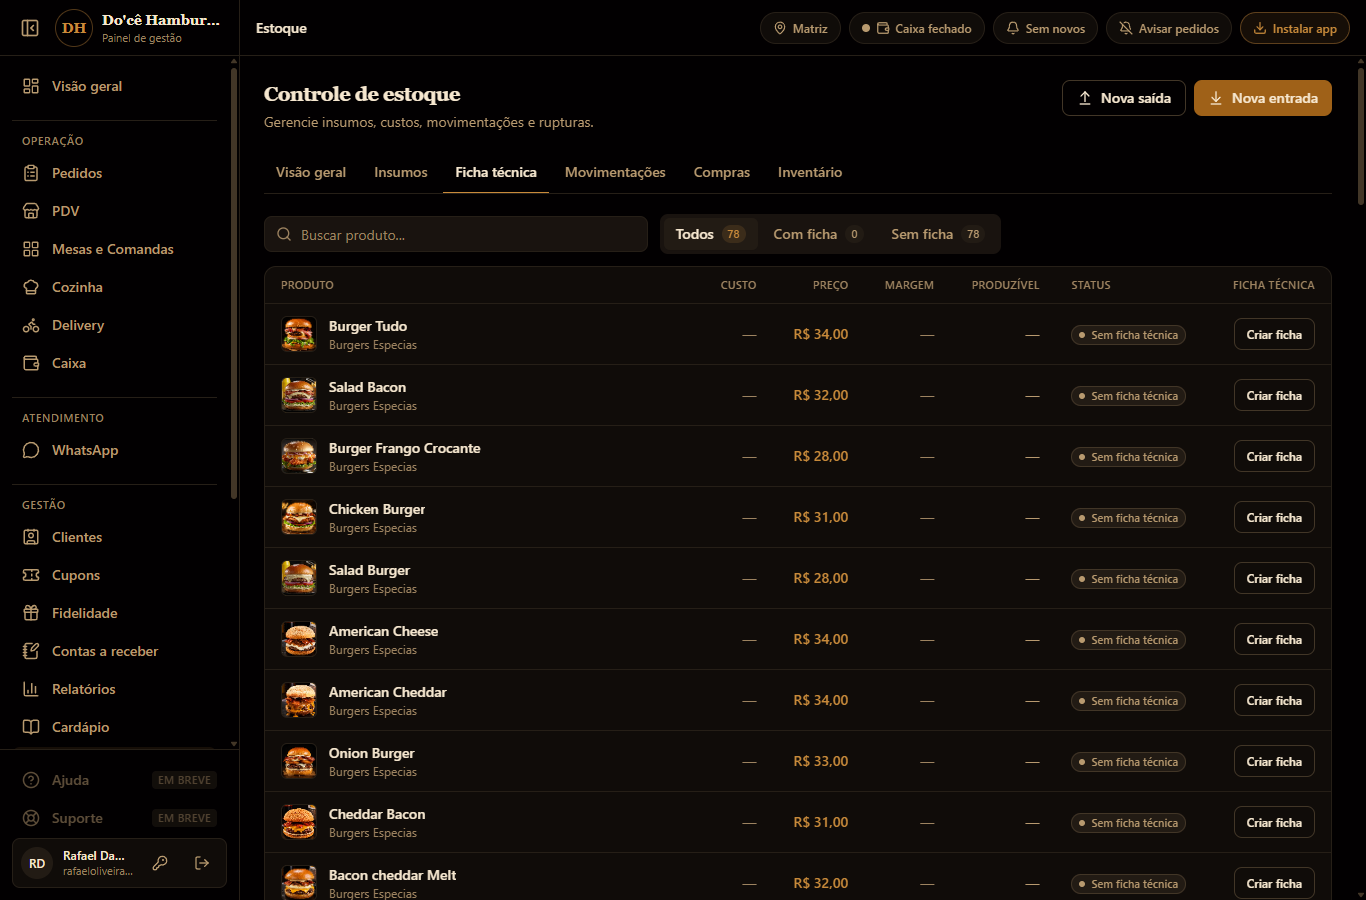 DH
Do'cê Hambur...
Painel de gestão
Estoque
Matriz
Caixa fechado
Sem novos
Avisar pedidos
Instalar app
Visão geral
OPERAÇÃO
Pedidos
PDV
Mesas e Comandas
Cozinha
Delivery
Caixa
ATENDIMENTO
WhatsApp
GESTÃO
Clientes
Cupons
Fidelidade
Contas a receber
Relatórios
Cardápio
Ajuda EM BREVE
Suporte EM BREVE
RD
Rafael Da...
rafaeloliveira...
Controle de estoque
Gerencie insumos, custos, movimentações e rupturas.
Nova saída
Nova entrada
Visão geral Insumos Ficha técnica Movimentações Compras Inventário
Buscar produto...
Todos 78 Com ficha 0 Sem ficha 78
PRODUTO CUSTO PREÇO MARGEM PRODUZÍVEL STATUS FICHA TÉCNICA
Burger Tudo
Burgers Especias
— R$ 34,00 — — Sem ficha técnica Criar ficha
Salad Bacon
Burgers Especias
— R$ 32,00 — — Sem ficha técnica Criar ficha
Burger Frango Crocante
Burgers Especias
— R$ 28,00 — — Sem ficha técnica Criar ficha
Chicken Burger
Burgers Especias
— R$ 31,00 — — Sem ficha técnica Criar ficha
Salad Burger
Burgers Especias
— R$ 28,00 — — Sem ficha técnica Criar ficha
American Cheese
Burgers Especias
— R$ 34,00 — — Sem ficha técnica Criar ficha
American Cheddar
Burgers Especias
— R$ 34,00 — — Sem ficha técnica Criar ficha
Onion Burger
Burgers Especias
— R$ 33,00 — — Sem ficha técnica Criar ficha
Cheddar Bacon
Burgers Especias
— R$ 31,00 — — Sem ficha técnica Criar ficha
Bacon cheddar Melt
Burgers Especias
— R$ 32,00 — — Sem ficha técnica Criar ficha